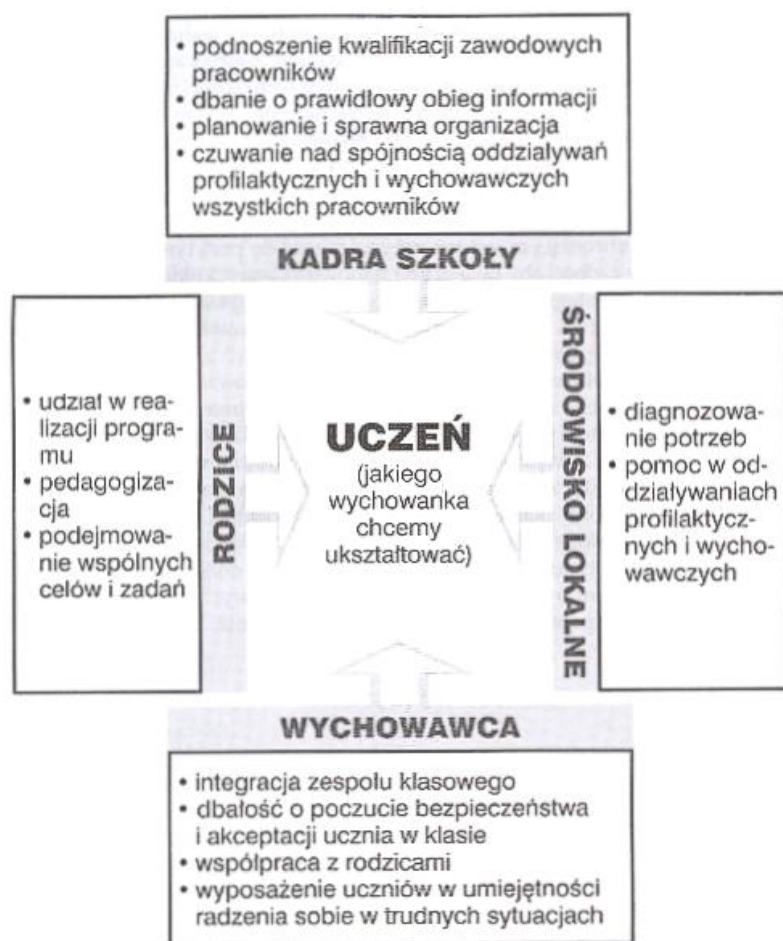 • podnoszenie kwalifikacji zawodowych
pracowników
• dbanie o prawidłowy obieg informacji
• planowanie i sprawna organizacja
• czuwanie nad spójnością oddziaływań
profilaktycznych i wychowawczych
wszystkich pracowników
KADRA SZKOŁY
• udział w rea-
lizacji progra-
mu
• pedagogiza-
cja
• podejmowa-
nie wspólnych
celów i zadań
RODZICE
UCZEŃ
(jakiego
wychowanka
chcemy
ukształtować)
ŚRODOWISKO LOKALNE
• diagnozowa-
nie potrzeb
• pomoc w od-
działywaniach
profilaktycz-
nych i wycho-
wawczych
WYCHOWAWCA
• integracja zespołu klasowego
• dbałość o poczucie bezpieczeństwa
i akceptacji ucznia w klasie
• współpraca z rodzicami
• wyposażenie uczniów w umiejętności
radzenia sobie w trudnych sytuacjach